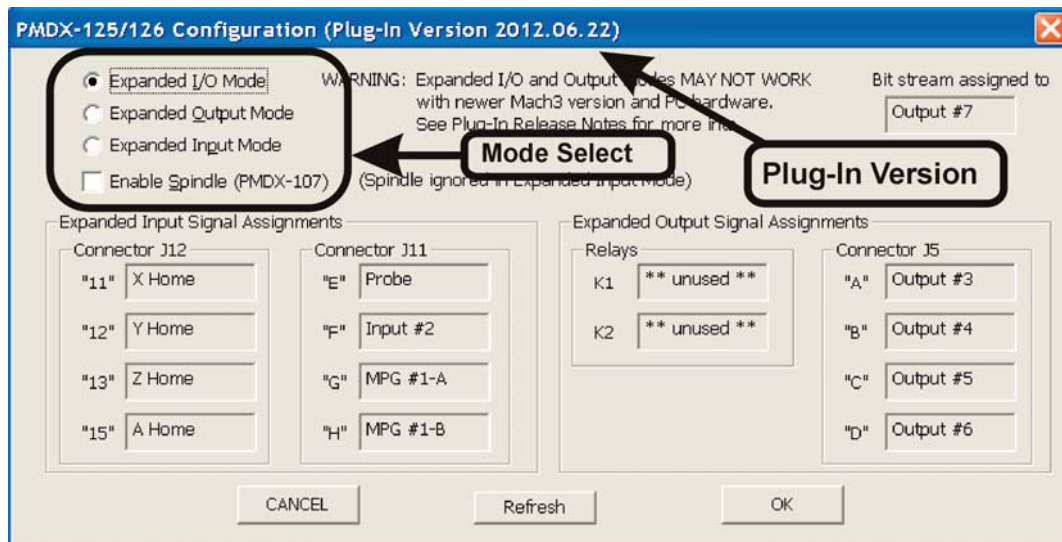 PMDX-125/126 Configuration (Plug-In Version 2012.06.22)
Expanded I/O Mode
Expanded Output Mode
Expanded Input Mode
Enable Spindle (PMDX-107)
WARNING: Expanded I/O and Output Modes MAY NOT WORK
with newer Mach3 version and PC hardware.
See Plug-In Release Notes for more
(Spindle ignored in Expanded Input Mode)
Bit stream assigned to
Output #7
Mode Select
Plug-In Version
Expanded Input Signal Assignments
Connector J12
"11" X Home
"12" Y Home
"13" Z Home
"15" A Home
Connector J11
"E" Probe
"F" Input #2
"G" MPG #1-A
"H" MPG #1-B
Expanded Output Signal Assignments
Relays
K1 ** unused **
K2 ** unused **
Connector J5
"A" Output #3
"B" Output #4
"C" Output #5
"D" Output #6
CANCEL
Refresh
OK